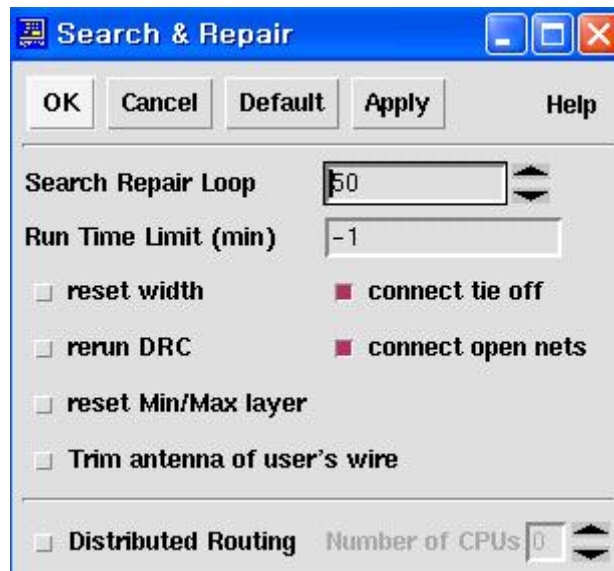 Search & Repair
OK Cancel Default Apply Help
Search Repair Loop 50
Run Time Limit (min) -1
reset width connect tie off
rerun DRC connect open nets
reset Min/Max layer
Trim antenna of user's wire
Distributed Routing Number of CPUs 0